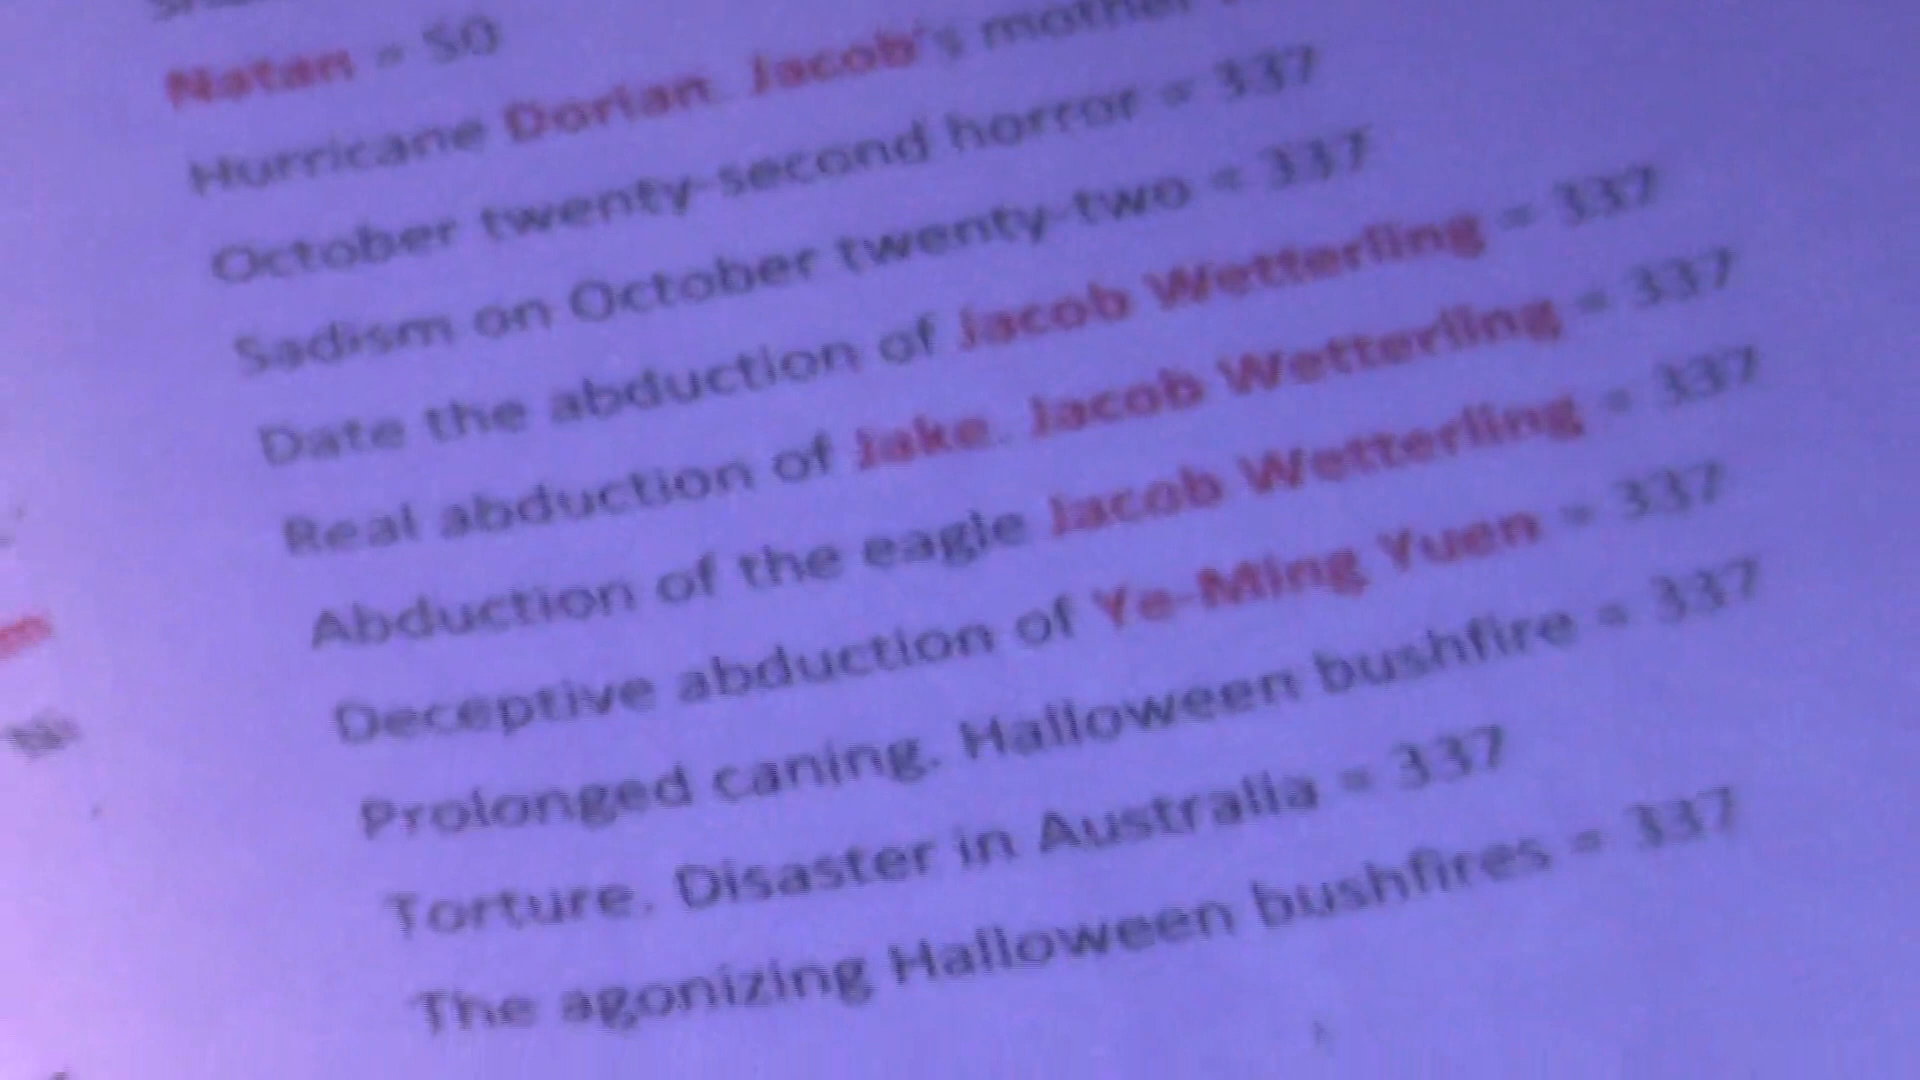 Natan = 50
Hurricane Dorian. Jacob's mother
October twenty-second horror = 337
Sadism on October twenty-two = 337
Date the abduction of Jacob Wetterling = 337
Real abduction of Jake. Jacob Wetterling = 337
Abduction of the eagle Jacob Wetterling = 337
Deceptive abduction of Ye-Ming Yuen = 337
Prolonged caning. Halloween bushfire = 337
Torture. Disaster in Australia = 337
The agonizing Halloween bushfires = 337